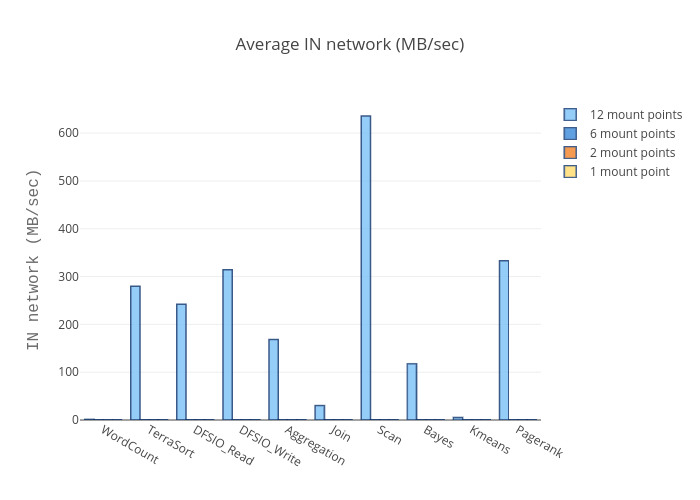 Average IN network (MB/sec)
12 mount points
6 mount points
2 mount points
1 mount point
IN network (MB/sec)
600
500
400
300
200
100
0
WordCount
TerraSort
DFSIO_Read
DFSIO_Write
Aggregation
Join
Scan
Bayes
Kmeans
Pagerank